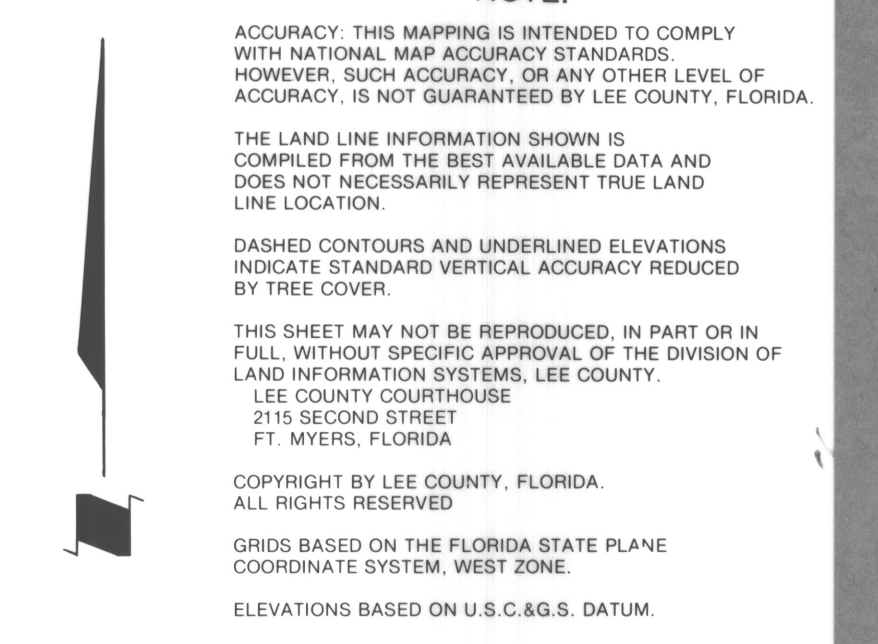 NOTE:
ACCURACY: THIS MAPPING IS INTENDED TO COMPLY
WITH NATIONAL MAP ACCURACY STANDARDS.
HOWEVER, SUCH ACCURACY, OR ANY OTHER LEVEL OF
ACCURACY, IS NOT GUARANTEED BY LEE COUNTY, FLORIDA.
THE LAND LINE INFORMATION SHOWN IS
COMPILED FROM THE BEST AVAILABLE DATA AND
DOES NOT NECESSARILY REPRESENT TRUE LAND
LINE LOCATION.
DASHED CONTOURS AND UNDERLINED ELEVATIONS
INDICATE STANDARD VERTICAL ACCURACY REDUCED
BY TREE COVER.
THIS SHEET MAY NOT BE REPRODUCED, IN PART OR IN
FULL, WITHOUT SPECIFIC APPROVAL OF THE DIVISION OF
LAND INFORMATION SYSTEMS, LEE COUNTY.
LEE COUNTY COURTHOUSE
2115 SECOND STREET
FT. MYERS, FLORIDA
COPYRIGHT BY LEE COUNTY, FLORIDA.
ALL RIGHTS RESERVED
GRIDS BASED ON THE FLORIDA STATE PLANE
COORDINATE SYSTEM, WEST ZONE.
ELEVATIONS BASED ON U.S.C.&G.S. DATUM.
N